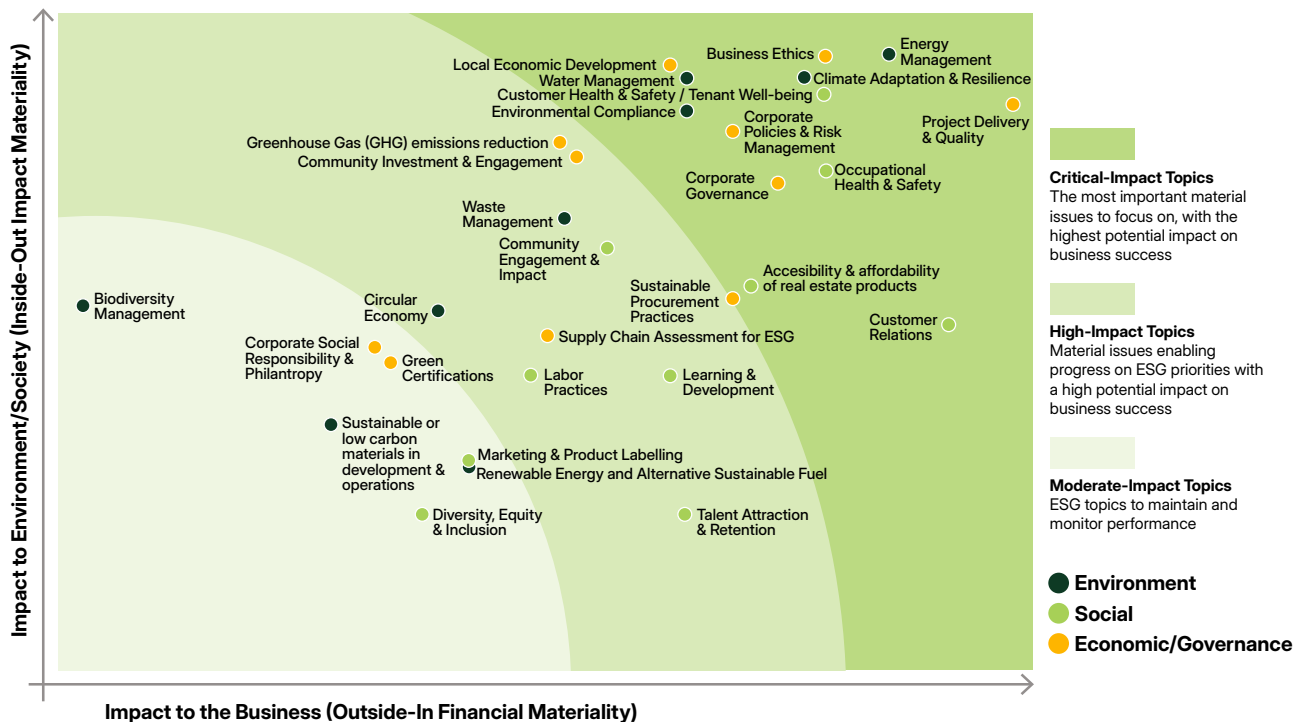 Impact to Environment/Society (Inside-Out Impact Materiality)
Local Economic Development
Water Management
Business Ethics
Energy
Management
Climate Adaptation & Resilience
Customer Health & Safety / Tenant Well-being
Environmental Compliance
Corporate
Policies & Risk
Management
Project Delivery
& Quality
Greenhouse Gas (GHG) emissions reduction
Community Investment & Engagement
Corporate
Governance
Occupational
Health & Safety
Waste
Management
Community
Engagement &
Impact
Accesibility & affordability
of real estate products
Sustainable
Procurement
Practices
Customer
Relations
Biodiversity
Management
Circular
Economy
Corporate Social
Responsibility &
Philantropy
Green
Certifications
Supply Chain Assessment for ESG
Labor
Practices
Learning &
Development
Sustainable or
low carbon
materials in
development &
operations
Marketing & Product Labelling
Renewable Energy and Alternative Sustainable Fuel
Diversity, Equity
& Inclusion
Talent Attraction
& Retention
Impact to the Business (Outside-In Financial Materiality)
Critical-Impact Topics
The most important material
issues to focus on, with the
highest potential impact on
business success
High-Impact Topics
Material issues enabling
progress on ESG priorities with
a high potential impact on
business success
Moderate-Impact Topics
ESG topics to maintain and
monitor performance
Environment
Social
Economic/Governance